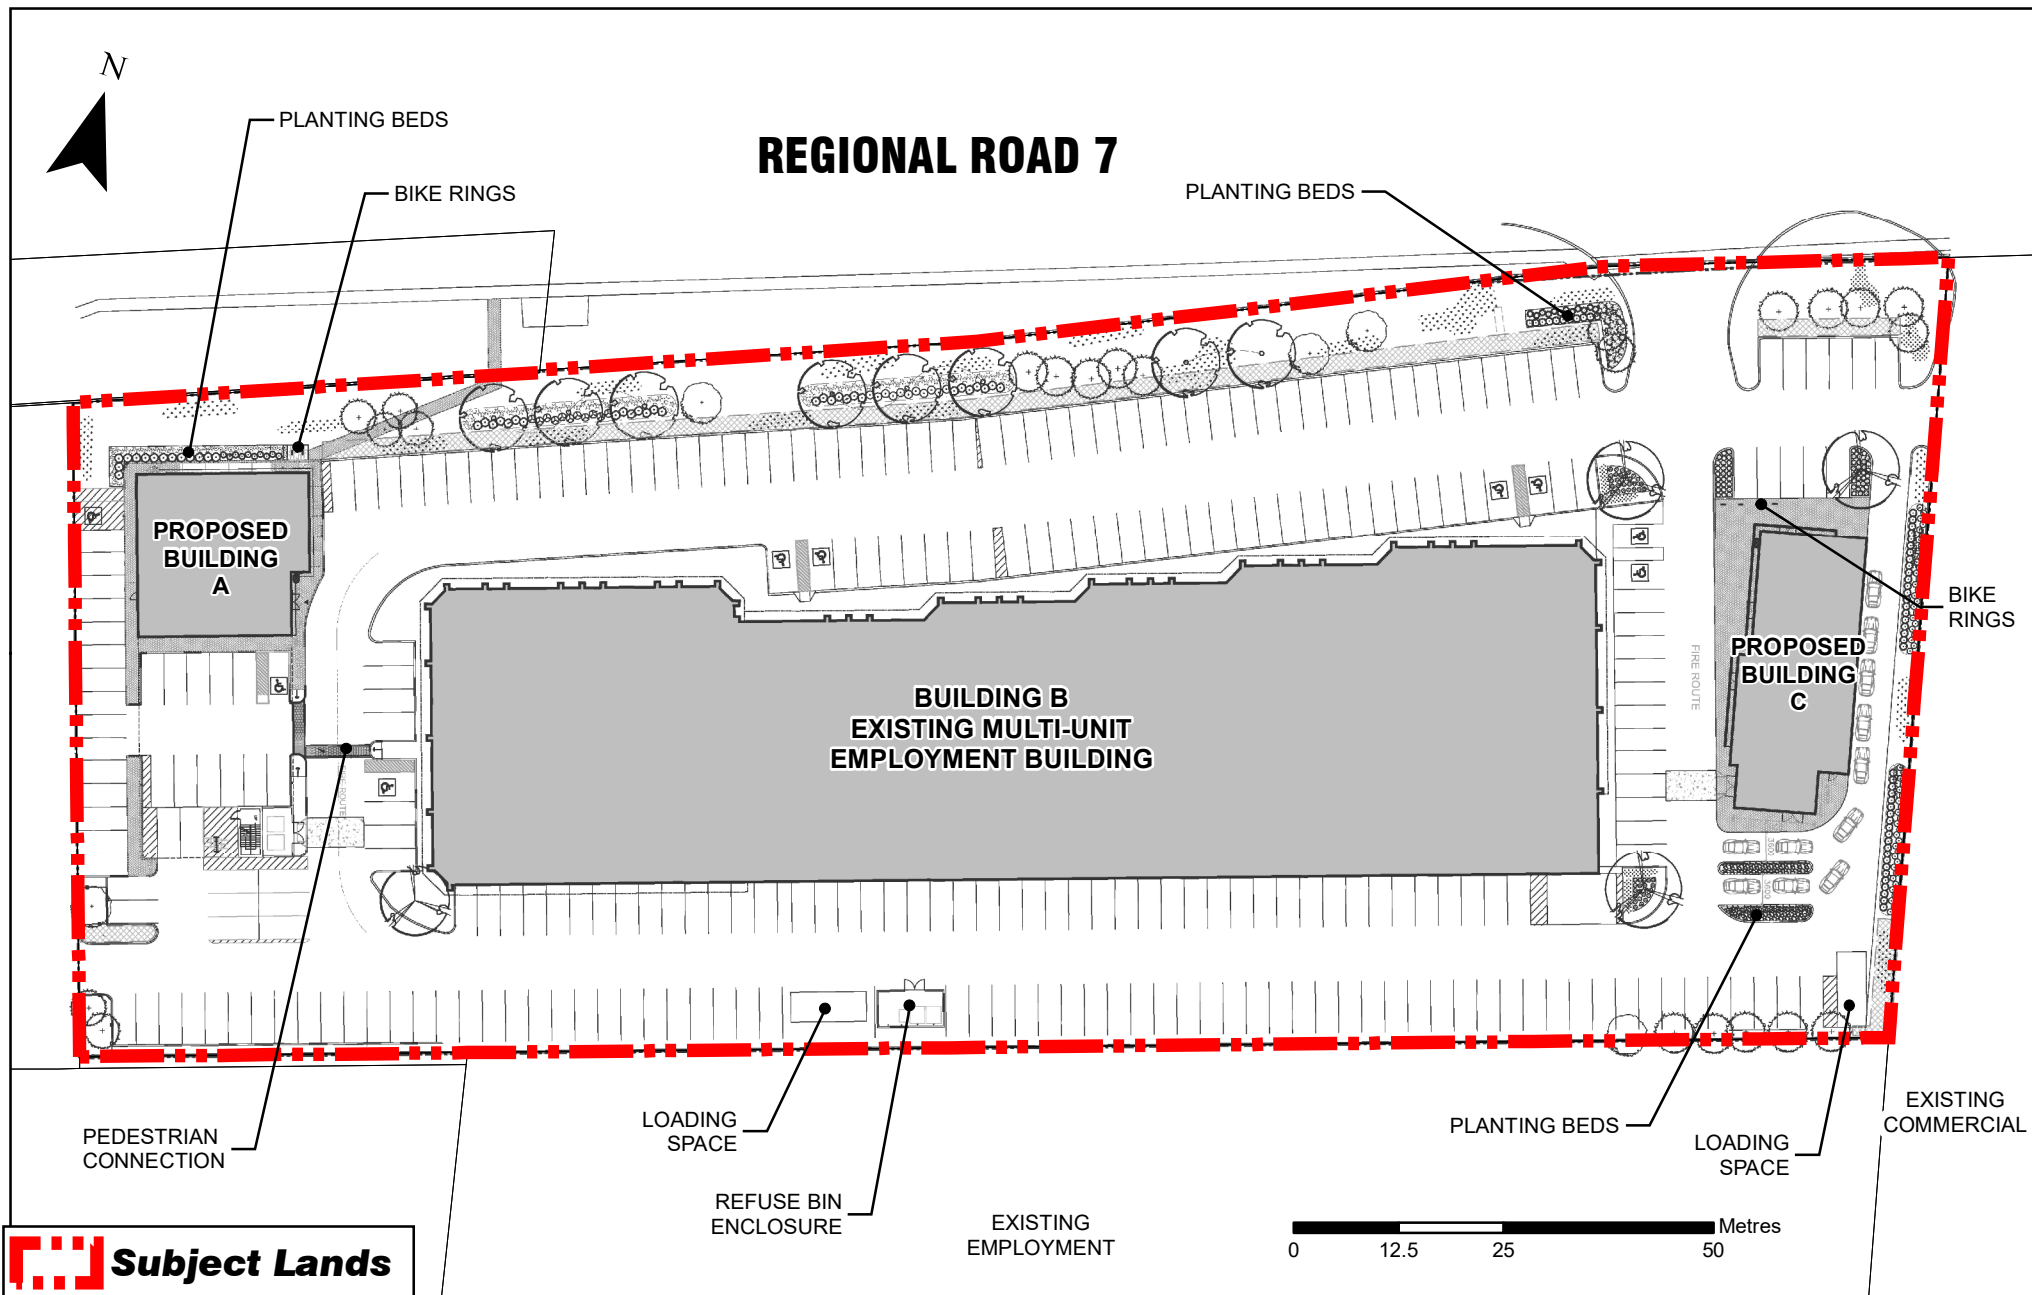 N
PLANTING BEDS
REGIONAL ROAD 7
BIKE RINGS
PLANTING BEDS
PROPOSED
BUILDING
A
BIKE
RINGS
FIRE ROUTE
PROPOSED
BUILDING
C
BUILDING B
EXISTING MULTI-UNIT
EMPLOYMENT BUILDING
PEDESTRIAN
CONNECTION
LOADING
SPACE
REFUSE BIN
ENCLOSURE
EXISTING
EMPLOYMENT
PLANTING BEDS
LOADING
SPACE
EXISTING
COMMERCIAL
Metres
0 12.5 25 50
Subject Lands